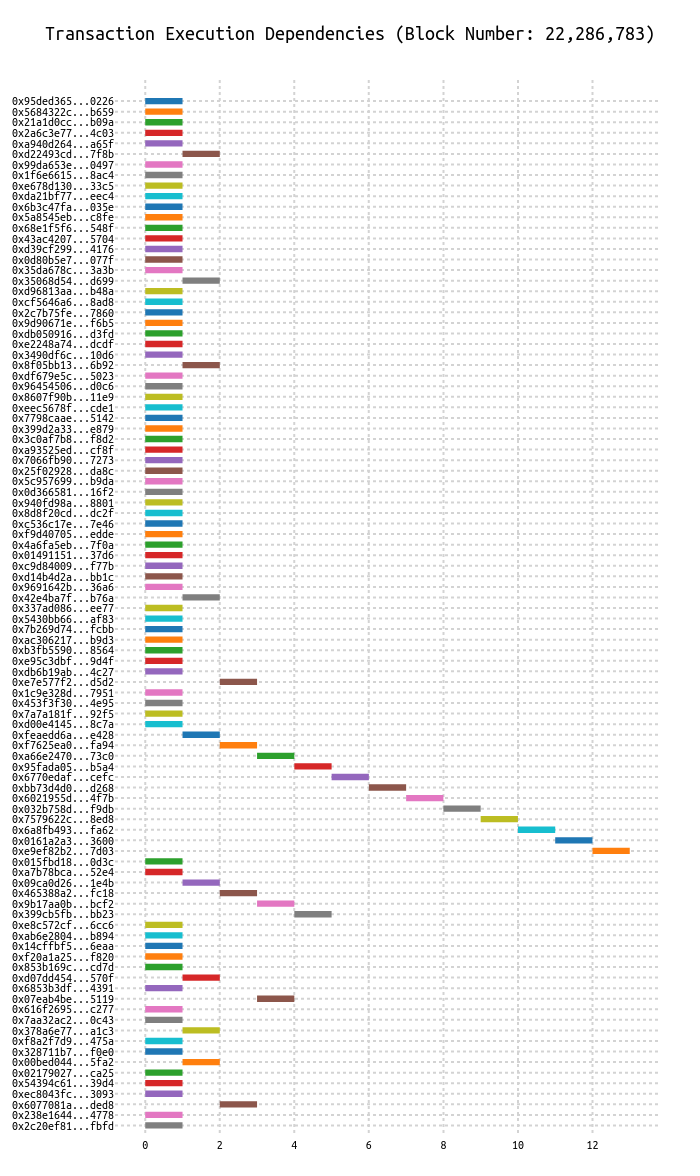 Transaction Execution Dependencies (Block Number: 22,286,783)
0x95ded365...0226
0x5684322c...b659
0x21a1d0cc...b09a
0x2a6c3e77...4c03
0xa940d264...a65f
0xd22493cd...7f8b
0x99da653e...0497
0x1f6e6615...8ac4
0xe678d130...33c5
0xda21bf77...eec4
0x6b3c47fa...035e
0x5a8545eb...c8fe
0x68e1f5f6...548f
0x43ac4207...5704
0xd39cf299...4176
0x0d80b5e7...077f
0x35da678c...3a3b
0x35068d54...d699
0xd96813aa...b48a
0xcf5646a6...8ad8
0x2c7b75fe...7860
0x9d90671e...f6b5
0xdb050916...d3fd
0xe2248a74...dcdf
0x3490df6c...10d6
0x8f05bb13...6b92
0xdf679e5c...5023
0x96454506...d0c6
0x8607f90b...11e9
0xeec5678f...cde1
0x7798caae...5142
0x399d2a33...e879
0x3c0af7b8...f8d2
0xa93525ed...cf8f
0x7066fb90...7273
0x25f02928...da8c
0x5c957699...b9da
0x0d366581...16f2
0x940fd98a...8801
0x8d8f20cd...dc2f
0xc536c17e...7e46
0xf9d40705...edde
0x4a6fa5eb...7f0a
0x01491151...37d6
0xc9d84009...f77b
0xd14b4d2a...bb1c
0x9691642b...36a6
0x42e4ba7f...b76a
0x337ad086...ee77
0x5430bb66...af83
0x7b269d74...fcbb
0xac306217...b9d3
0xb3fb5590...8564
0xe95c3dbf...9d4f
0xdb6b19ab...4c27
0xe7e577f2...d5d2
0x1c9e328d...7951
0x453f3f30...4e95
0x7a7a181f...92f5
0xd00e4145...8c7a
0xfeaedd6a...e428
0xf7625ea0...fa94
0xa66e2470...73c0
0x95fada05...b5a4
0x6770edaf...cefc
0xbb73d4d0...d268
0x6021955d...4f7b
0x032b758d...f9db
0x7579622c...8ed8
0x6a8fb493...fa62
0x0161a2a3...3600
0xe9ef82b2...7d03
0x015fbd18...0d3c
0xa7b78bca...52e4
0x09ca0d26...1e4b
0x465388a2...fc18
0x9b17aa0b...bcf2
0x399cb5fb...bb23
0xe8c572cf...6cc6
0xab6e2804...b894
0x14cffbf5...6eaa
0xf20a1a25...f820
0x853b169c...cd7d
0xd07dd454...570f
0x6853b3df...4391
0x07eab4be...5119
0x616f2695...c277
0x7aa32ac2...0c43
0x378a6e77...a1c3
0xf8a2f7d9...475a
0x328711b7...f0e0
0x00bed044...5fa2
0x02179027...ca25
0x54394c61...39d4
0xec8043fc...3093
0x6077081a...ded8
0x238e1644...4778
0x2c20ef81...fbfd
0 2 4 6 8 10 12